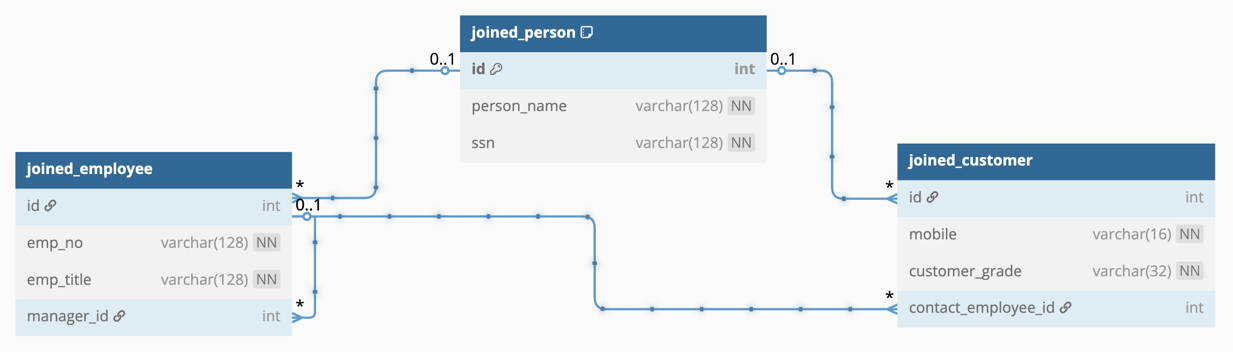 joined_person
id int
person_name varchar(128) NN
ssn varchar(128) NN
0..1
0..1
joined_employee
id int
emp_no varchar(128) NN
emp_title varchar(128) NN
manager_id int
*
0..1
*
joined_customer
id int
mobile varchar(16) NN
customer_grade varchar(32) NN
contact_employee_id int
*
*